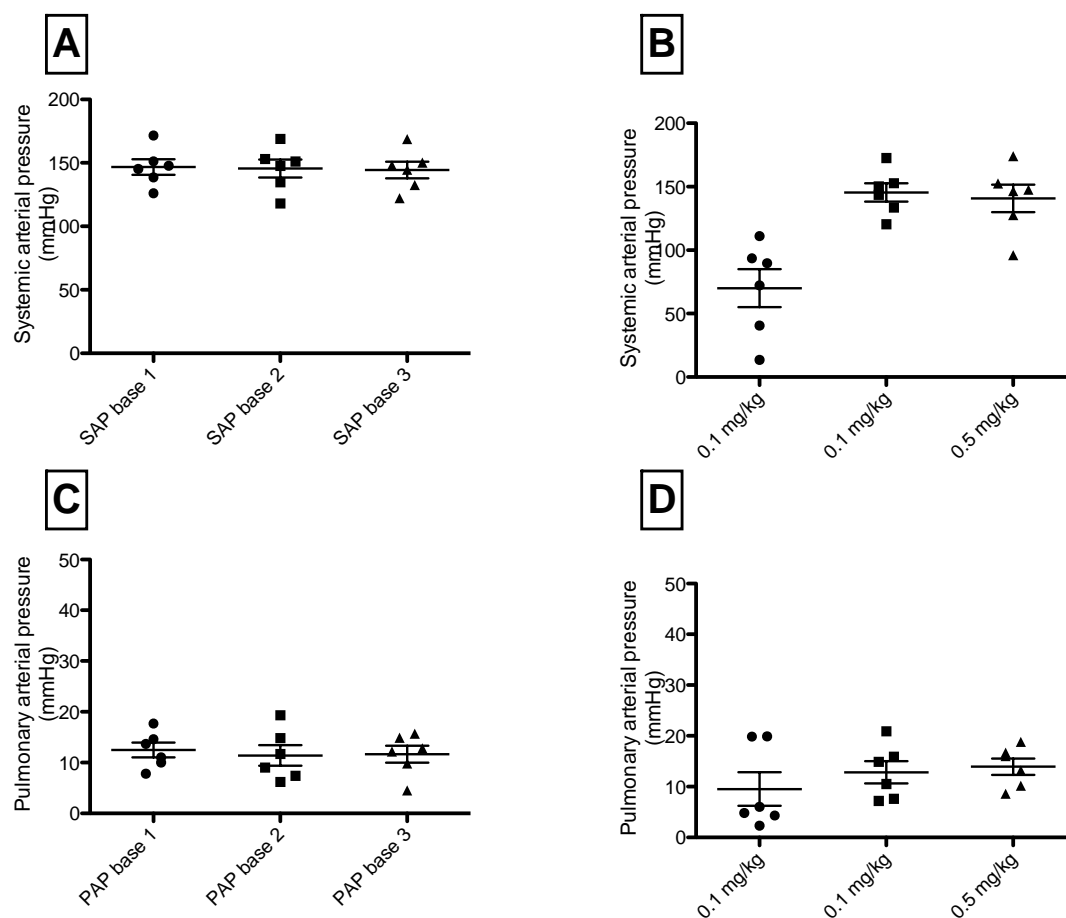 A
Systemic arterial pressure
(mmHg)
200
150
100
50
0
SAP base 1
SAP base 2
SAP base 3
B
Systemic arterial pressure
(mmHg)
200
150
100
50
0
0.1 mg/kg
0.1 mg/kg
0.5 mg/kg
C
Pulmonary arterial pressure
(mmHg)
50
40
30
20
10
0
PAP base 1
PAP base 2
PAP base 3
D
Pulmonary arterial pressure
(mmHg)
50
40
30
20
10
0
0.1 mg/kg
0.1 mg/kg
0.5 mg/kg